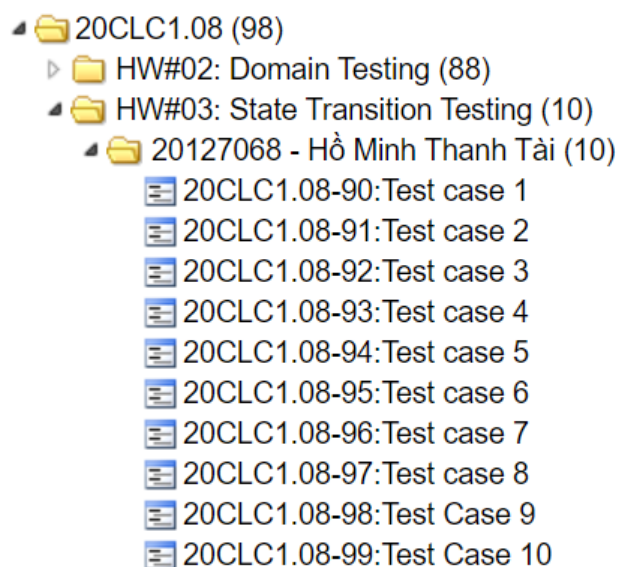 20CLC1.08 (98)
HW#02: Domain Testing (88)
HW#03: State Transition Testing (10)
20127068 - Hồ Minh Thanh Tài (10)
20CLC1.08-90:Test case 1
20CLC1.08-91:Test case 2
20CLC1.08-92:Test case 3
20CLC1.08-93:Test case 4
20CLC1.08-94:Test case 5
20CLC1.08-95:Test case 6
20CLC1.08-96:Test case 7
20CLC1.08-97:Test case 8
20CLC1.08-98:Test Case 9
20CLC1.08-99:Test Case 10